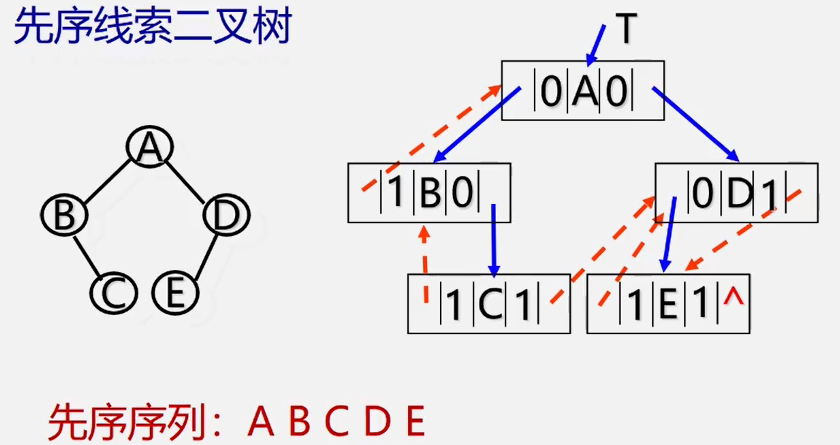 先序线索二叉树
T
0 A 0
A
1 B 0
0 D 1
B
D
C
E
1 C 1
1 E 1 ^
先序序列：A B C D E